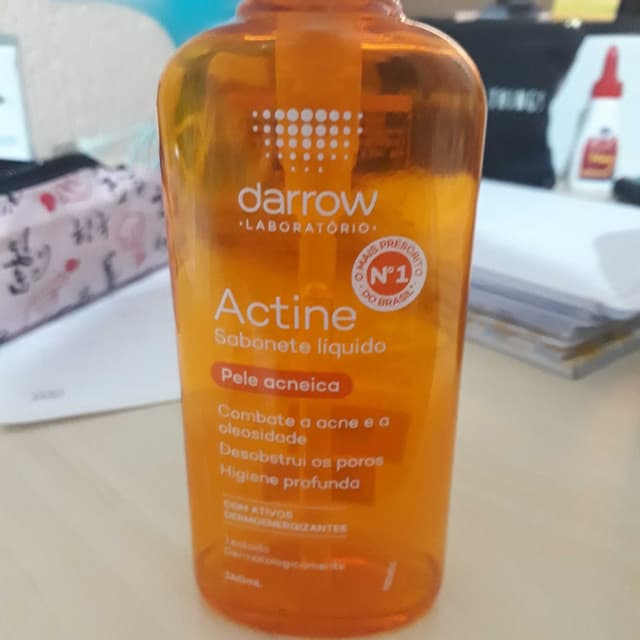 darrow
•LABORATÓRIO•
O MAIS PRESCRITO
Nº1
DO BRASIL
Actine
Sabonete líquido
Pele acneica
Combate a acne e a
oleosidade
Desobstrui os poros
Higiene profunda
COM ATIVOS
DERMOENERGIZANTES
Testado
Dermatologicamente